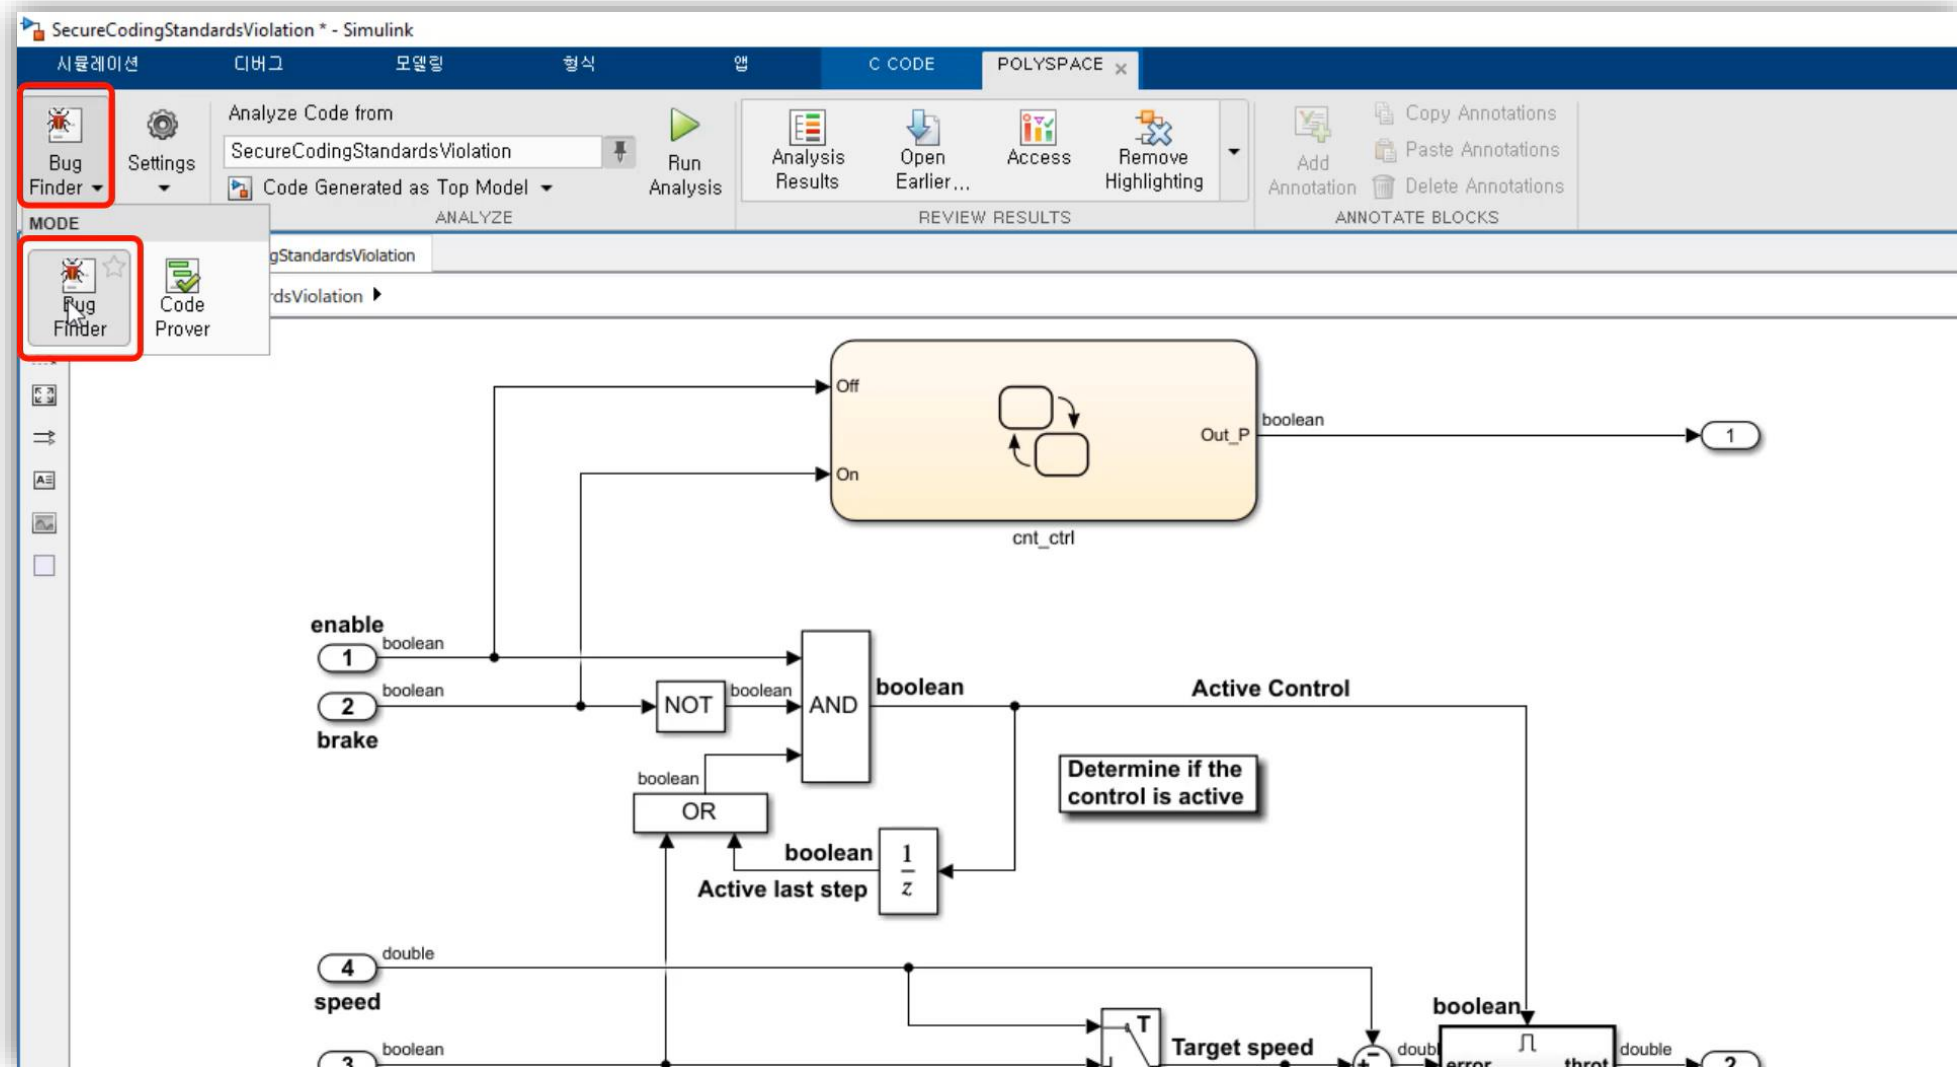 SecureCodingStandardsViolation * - Simulink
시뮬레이션 디버그 모델링 형식 앱 C CODE POLYSPACE
Bug
Finder
Settings
Analyze Code from
SecureCodingStandardsViolation
Code Generated as Top Model
Run
Analysis
ANALYZE
Analysis
Results
Open
Earlier...
Access
Remove
Highlighting
REVIEW RESULTS
Add
Annotation
Copy Annotations
Paste Annotations
Delete Annotations
ANNOTATE BLOCKS
MODE
Bug
Finder
Code
Prover
gStandardsViolation
rdsViolation
Off
On
Out_P
boolean
1
cnt_ctrl
enable
1
boolean
2
boolean
brake
NOT
boolean
AND
boolean
Active Control
Determine if the
control is active
boolean
OR
boolean
Active last step
1
z
4
double
speed
3
boolean
T
Target speed
boolean
error
throt
double
2